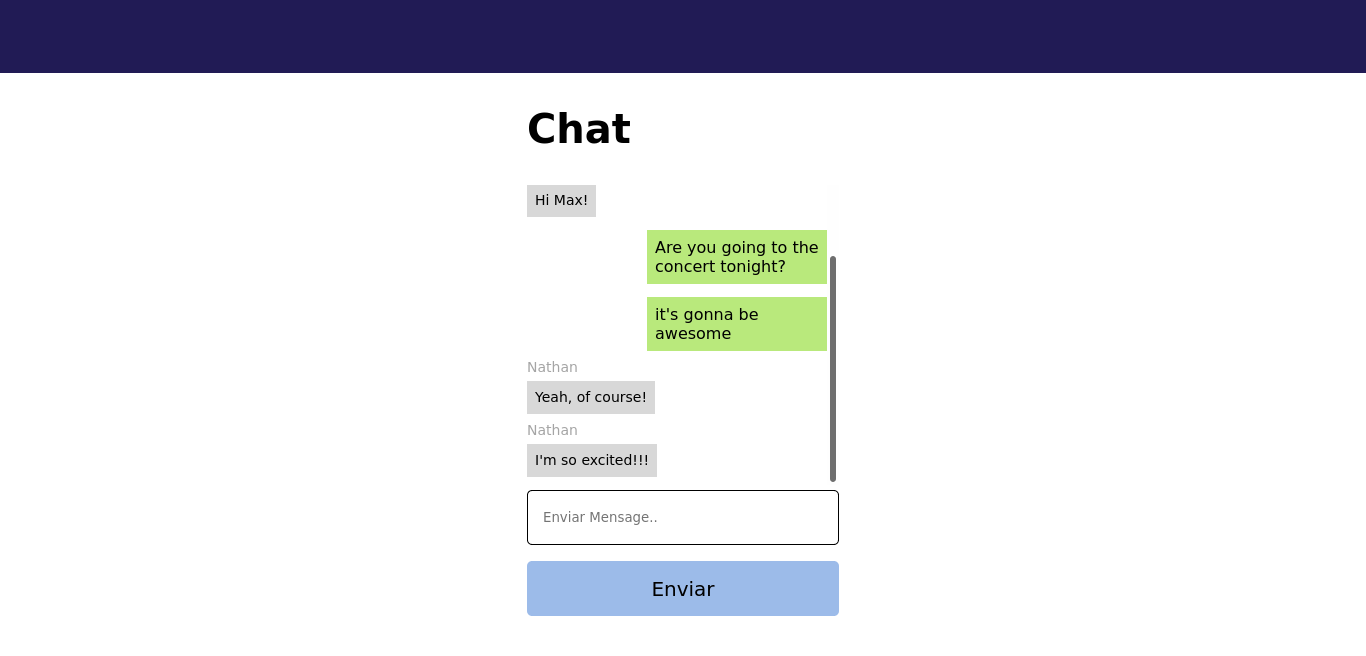 Chat
Hi Max!
Are you going to the
concert tonight?
it's gonna be
awesome
Nathan
Yeah, of course!
Nathan
I'm so excited!!!
Enviar Message..
Enviar